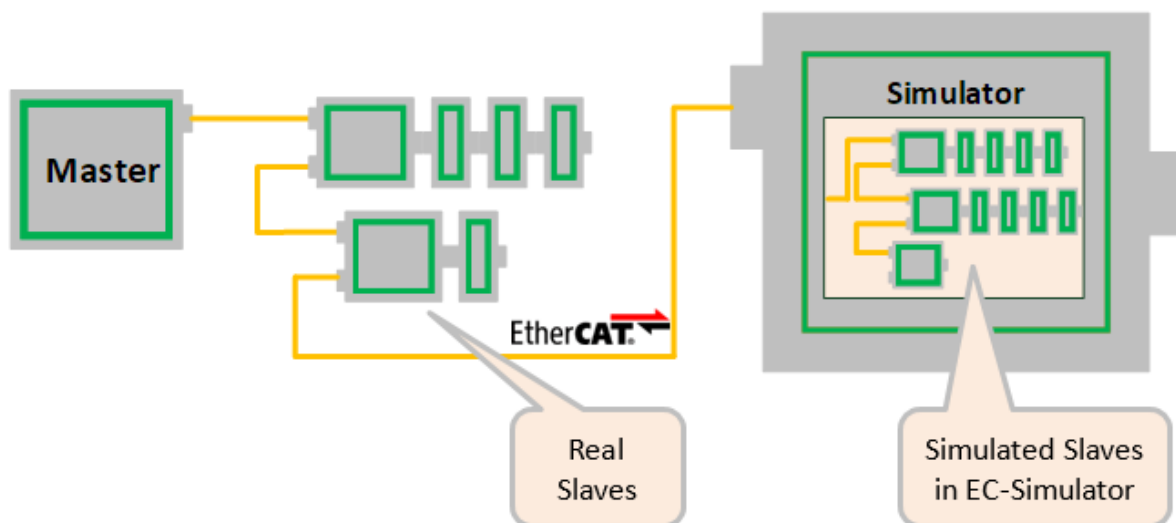 Master
Simulator
EtherCAT®
Real
Slaves
Simulated Slaves
in EC-Simulator